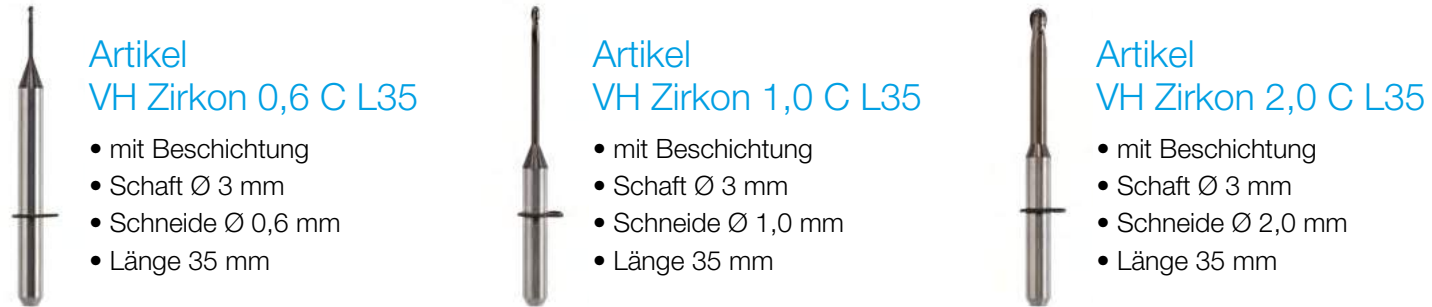 Artikel
VH Zirkon 0,6 C L35
• mit Beschichtung
• Schaft Ø 3 mm
• Schneide Ø 0,6 mm
• Länge 35 mm
Artikel
VH Zirkon 1,0 C L35
• mit Beschichtung
• Schaft Ø 3 mm
• Schneide Ø 1,0 mm
• Länge 35 mm
Artikel
VH Zirkon 2,0 C L35
• mit Beschichtung
• Schaft Ø 3 mm
• Schneide Ø 2,0 mm
• Länge 35 mm